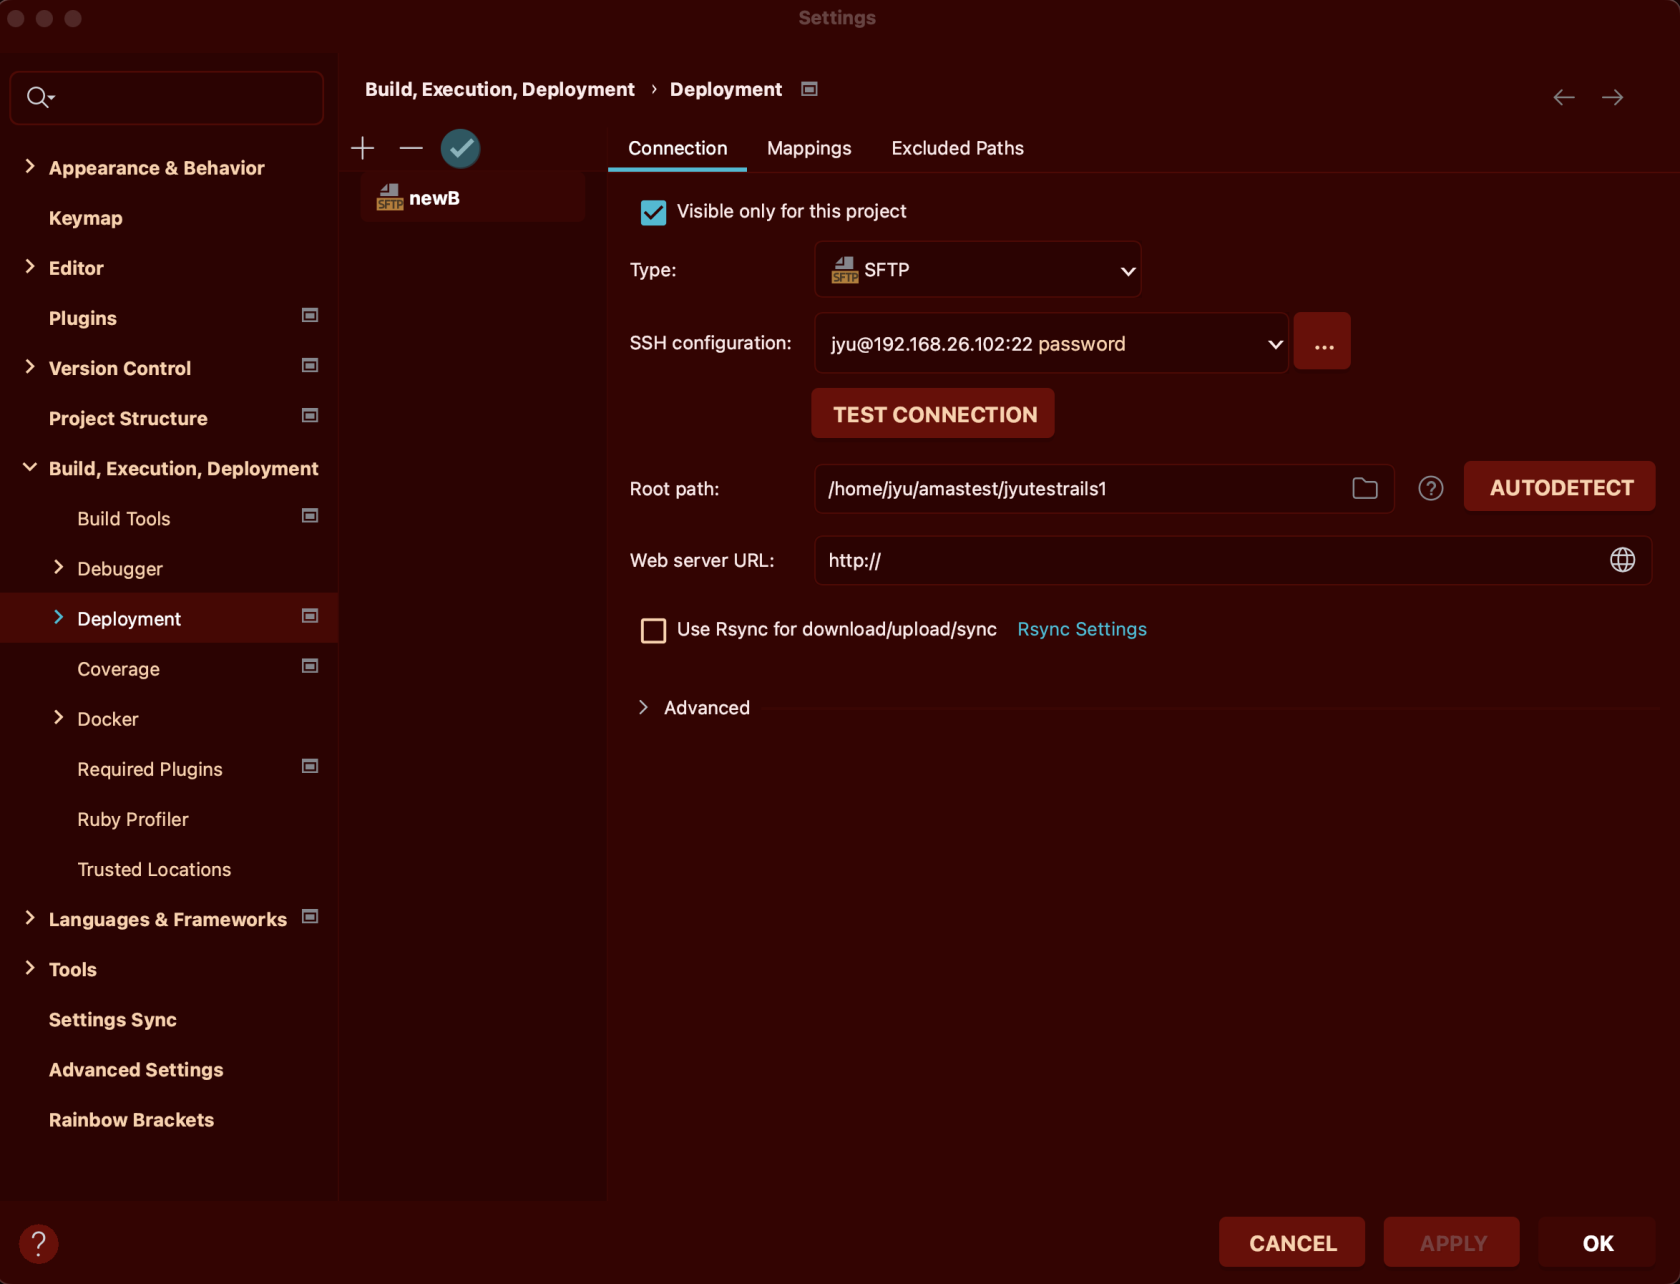 Settings
Build, Execution, Deployment › Deployment
Appearance & Behavior
Keymap
Editor
Plugins
Version Control
Project Structure
Build, Execution, Deployment
Build Tools
Debugger
Deployment
Coverage
Docker
Required Plugins
Ruby Profiler
Trusted Locations
Languages & Frameworks
Tools
Settings Sync
Advanced Settings
Rainbow Brackets
SFTP newB
Connection Mappings Excluded Paths
Visible only for this project
Type: SFTP SFTP
SSH configuration: jyu@192.168.26.102:22 password ...
TEST CONNECTION
Root path: /home/jyu/amastest/jyutestrails1 ? AUTODETECT
Web server URL: http://
Use Rsync for download/upload/sync Rsync Settings
Advanced
? CANCEL APPLY OK